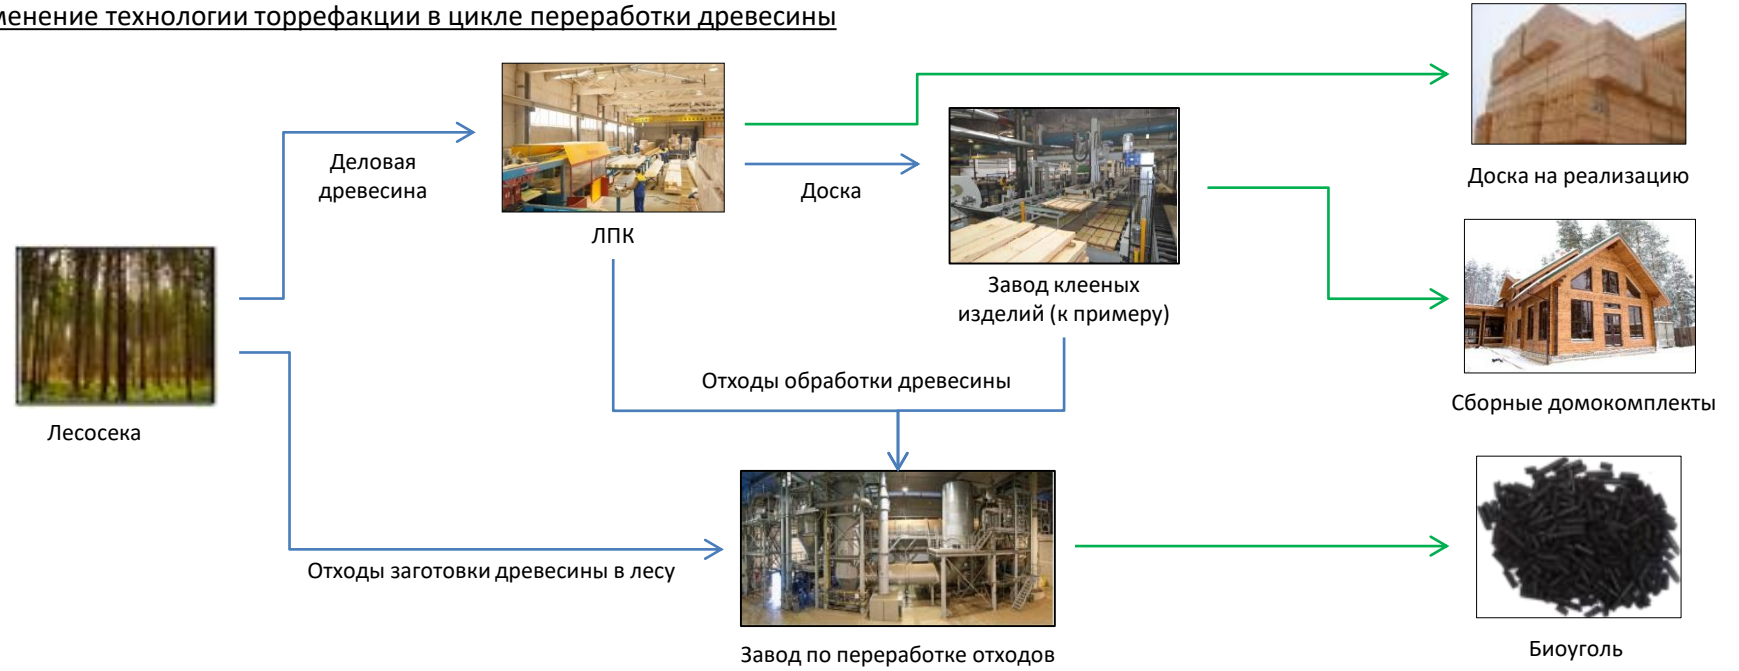 менение технологии торрефакции в цикле переработки древесины
Деловая
древесина
ЛПК
Доска
Доска на реализацию
Завод клееных
изделий (к примеру)
Отходы обработки древесины
Сборные домокомплекты
Лесосека
Отходы заготовки древесины в лесу
Завод по переработке отходов
Биоуголь